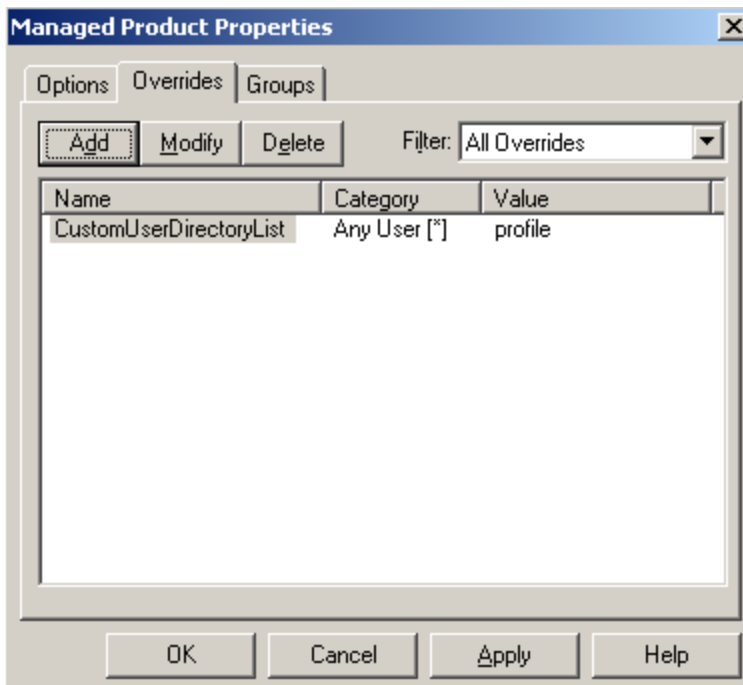 Managed Product Properties
Options Overrides Groups
Add Modify Delete Filter: All Overrides
Name Category Value
CustomUserDirectoryList Any User [*] profile
OK Cancel Apply Help